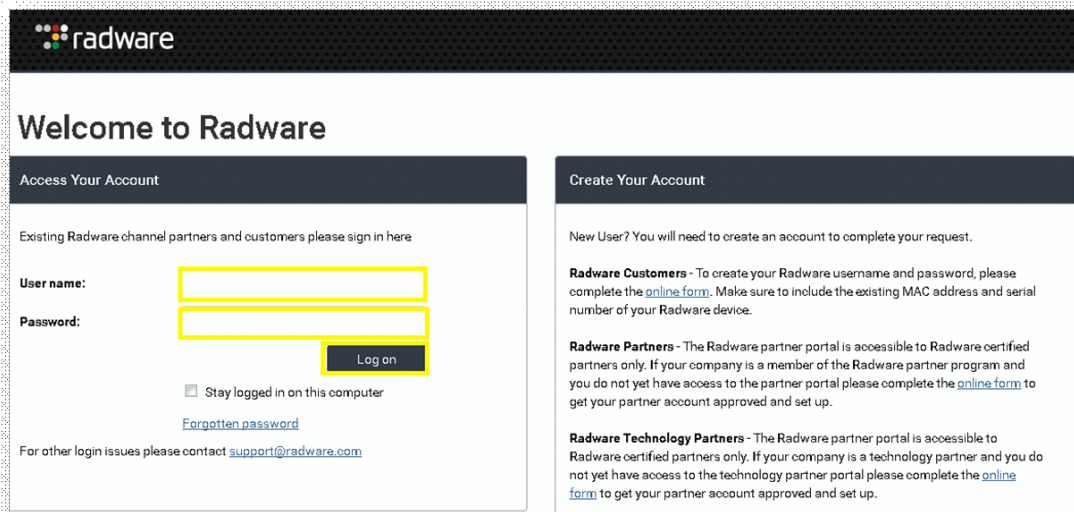 radware
Welcome to Radware
Access Your Account
Existing Radware channel partners and customers please sign in here
User name:
Password:
Log on
Stay logged in on this computer
Forgotten password
For other login issues please contact support@radware.com
Create Your Account
New User? You will need to create an account to complete your request.
Radware Customers - To create your Radware username and password, please
complete the online form. Make sure to include the existing MAC address and serial
number of your Radware device.
Radware Partners - The Radware partner portal is accessible to Radware certified
partners only. If your company is a member of the Radware partner program and
you do not yet have access to the partner portal please complete the online form to
get your partner account approved and set up.
Radware Technology Partners - The Radware partner portal is accessible to
Radware certified partners only. If your company is a technology partner and you do
not yet have access to the technology partner portal please complete the online
form to get your partner account approved and set up.